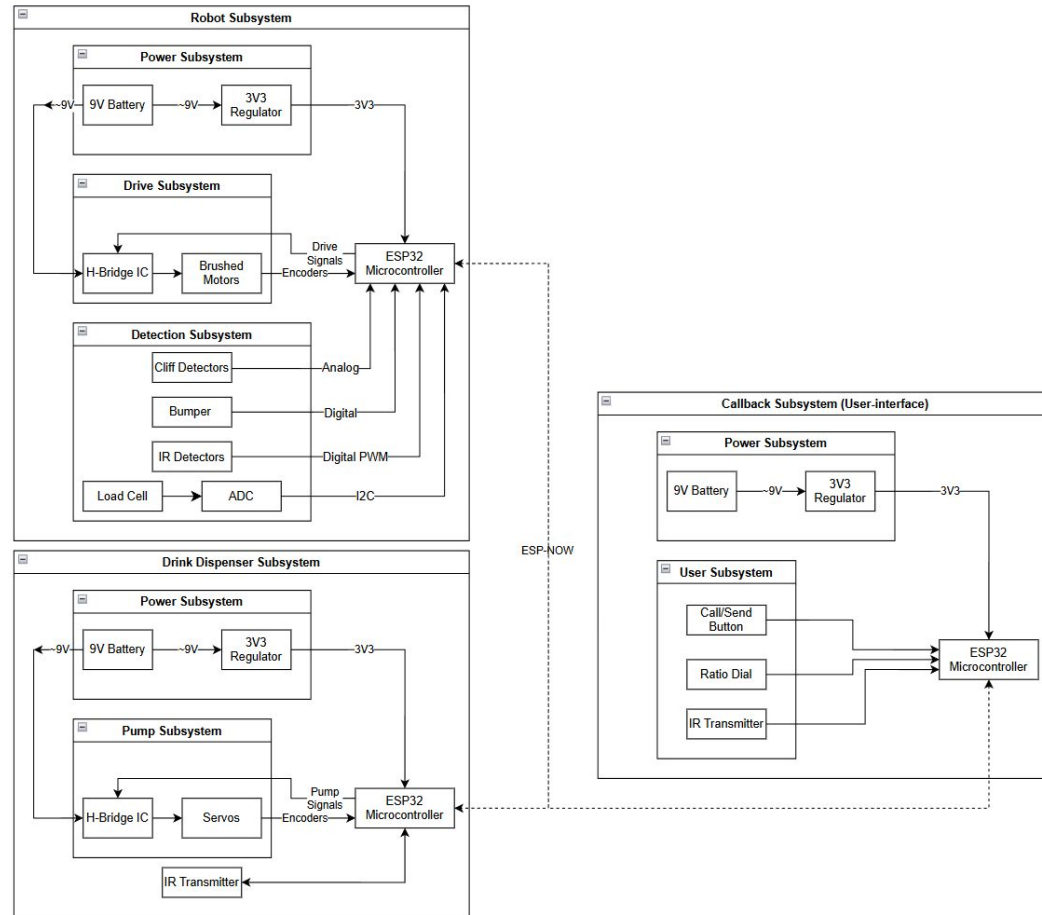 Robot Subsystem
Power Subsystem
~9V
9V Battery
~9V
3V3
Regulator
3V3
Drive Subsystem
H-Bridge IC
Brushed
Motors
Drive
Signals
Encoders
ESP32
Microcontroller
Detection Subsystem
Cliff Detectors
Analog
Bumper
Digital
IR Detectors
Digital PWM
Load Cell
ADC
I2C
ESP-NOW
Callback Subsystem (User-interface)
Power Subsystem
9V Battery
~9V
3V3
Regulator
3V3
User Subsystem
Call/Send
Button
Ratio Dial
IR Transmitter
ESP32
Microcontroller
Drink Dispenser Subsystem
Power Subsystem
~9V
9V Battery
~9V
3V3
Regulator
3V3
Pump Subsystem
H-Bridge IC
Servos
Pump
Signals
Encoders
ESP32
Microcontroller
IR Transmitter